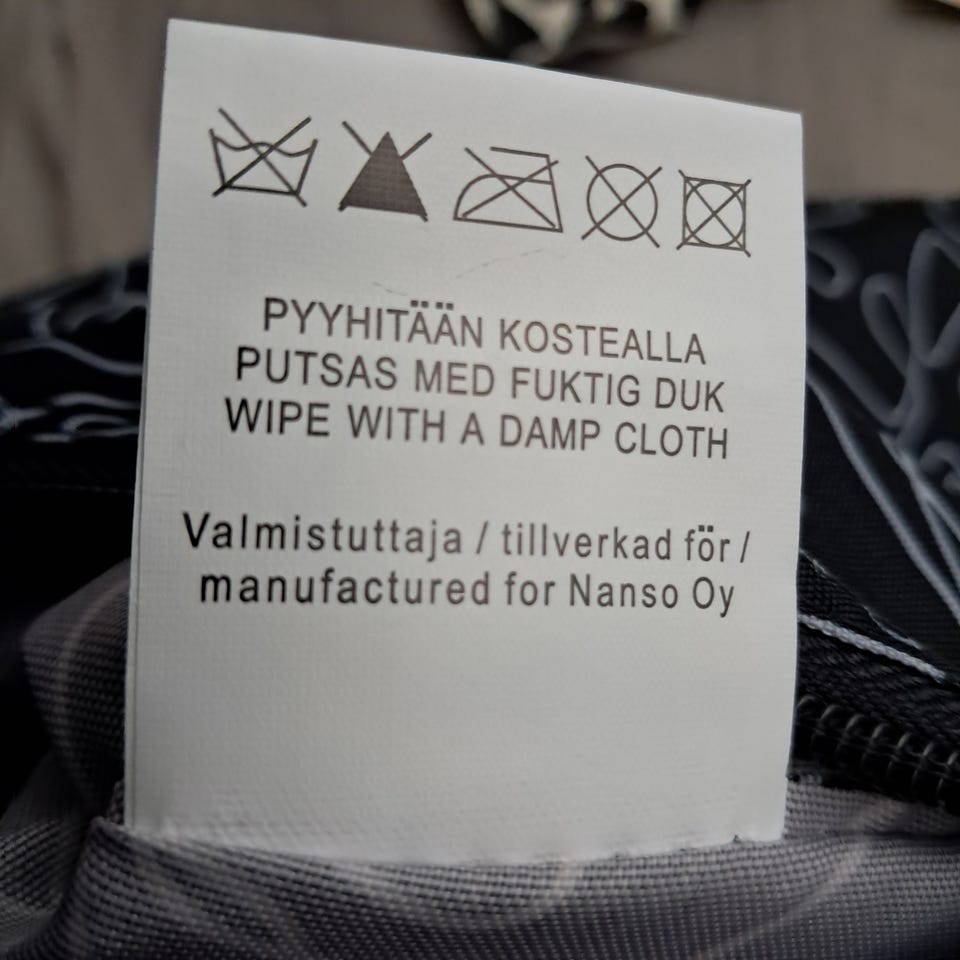 PYYHITÄÄN KOSTEALLA
PUTSAS MED FUKTIG DUK
WIPE WITH A DAMP CLOTH
Valmistuttaja / tillverkad för /
manufactured for Nanso Oy